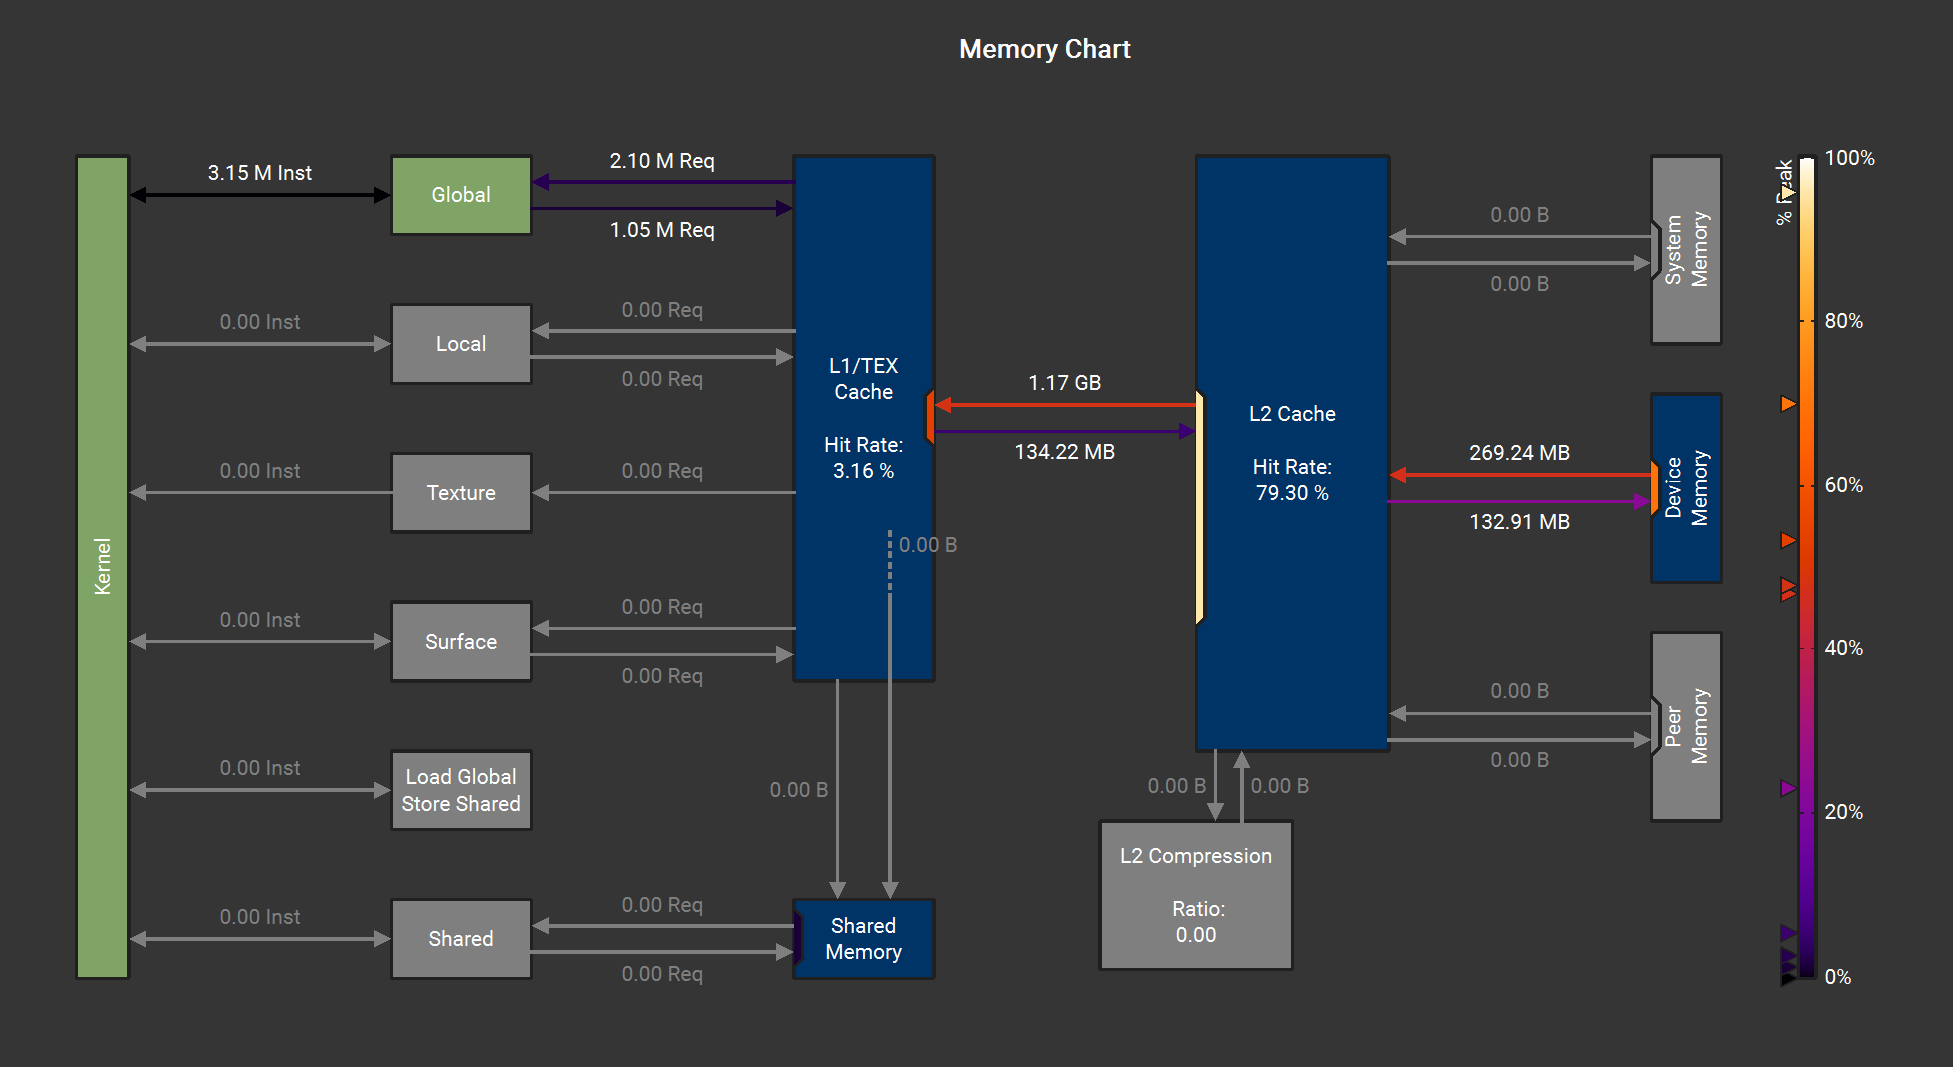 Memory Chart
Kernel
3.15 M Inst
Global
2.10 M Req
1.05 M Req
0.00 Inst
Local
0.00 Req
0.00 Req
0.00 Inst
Texture
0.00 Req
0.00 Inst
Surface
0.00 Req
0.00 Req
0.00 Inst
Load Global
Store Shared
0.00 Inst
Shared
0.00 Req
0.00 Req
L1/TEX
Cache
Hit Rate:
3.16 %
0.00 B
0.00 B
Shared
Memory
1.17 GB
134.22 MB
L2 Cache
Hit Rate:
79.30 %
0.00 B
0.00 B
L2 Compression
Ratio:
0.00
0.00 B
0.00 B
System
Memory
269.24 MB
132.91 MB
Device
Memory
0.00 B
0.00 B
Peer
Memory
% Peak
100%
80%
60%
40%
20%
0%